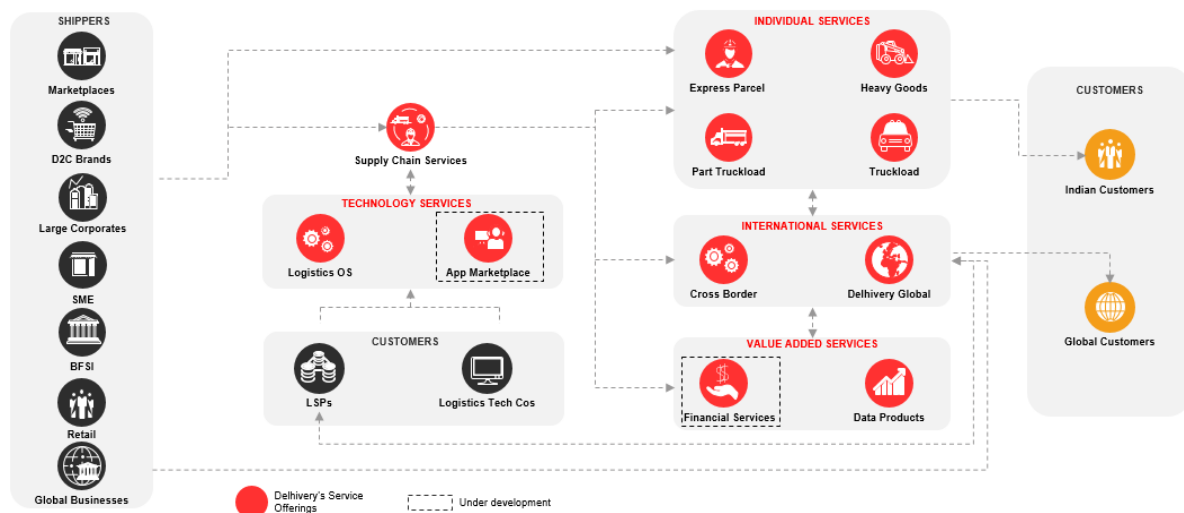 SHIPPERS
Marketplaces
D2C Brands
Large Corporates
SME
BFSI
Retail
Global Businesses
Supply Chain Services
TECHNOLOGY SERVICES
Logistics OS
App Marketplace
CUSTOMERS
LSPs
Logistics Tech Cos
INDIVIDUAL SERVICES
Express Parcel
Heavy Goods
Part Truckload
Truckload
INTERNATIONAL SERVICES
Cross Border
Delhivery Global
VALUE ADDED SERVICES
Financial Services
Data Products
CUSTOMERS
Indian Customers
Global Customers
Delhivery's Service
Offerings
Under development